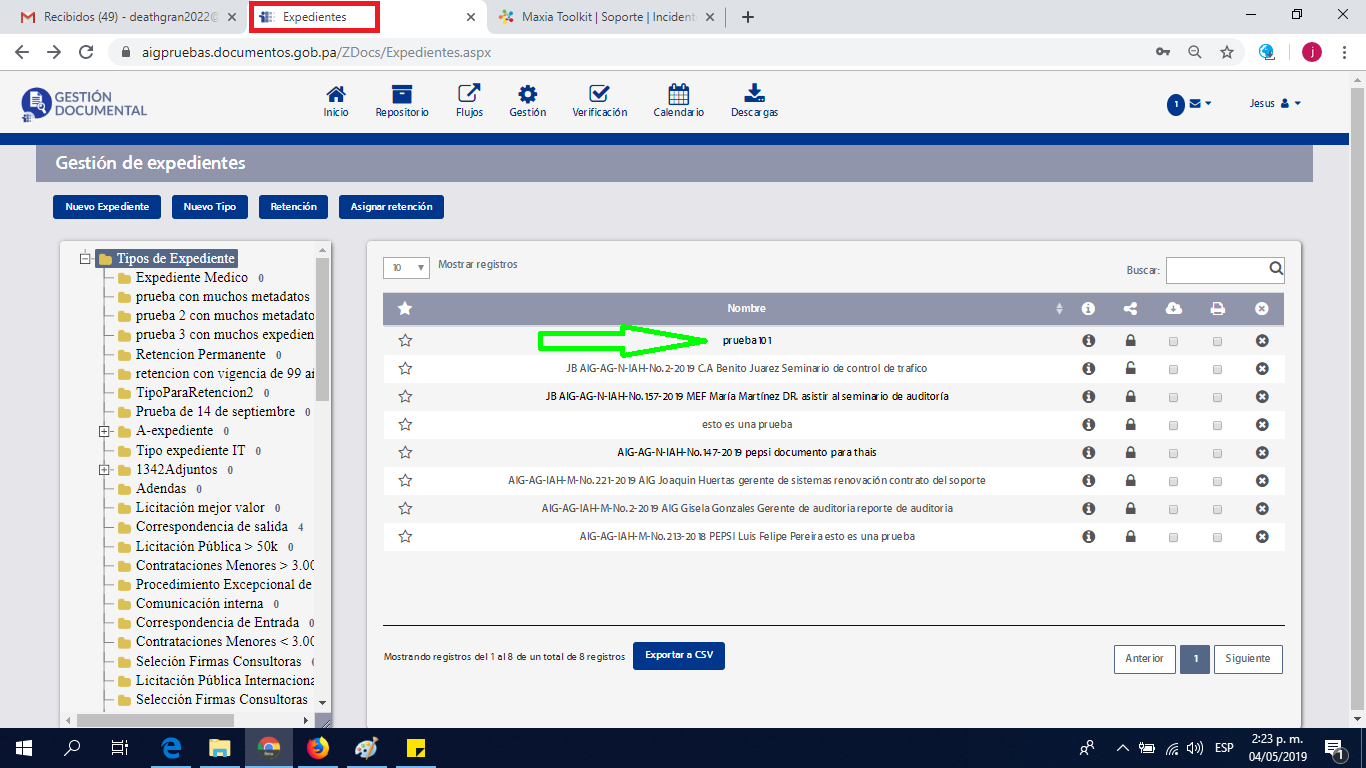 Recibidos (49) - deathgran2022@
Expedientes
Maxia Toolkit | Soporte | Incident
aigpruebas.documentos.gob.pa/ZDocs/Expedientes.aspx
j
GESTIÓN
DOCUMENTAL
Inicio
Repositorio
Flujos
Gestión
Verificación
Calendario
Descargas
1
Jesus
Gestión de expedientes
Nuevo Expediente
Nuevo Tipo
Retención
Asignar retención
Tipos de Expediente
Expediente Medico 0
prueba con muchos metadatos
prueba 2 con muchos metadato
prueba 3 con muchos expedien
Retencion Permanente 0
retencion con vigencia de 99 añ
TipoParaRetencion2 0
Prueba de 14 de septiembre 0
A-expediente 0
Tipo expediente IT 0
1342Adjuntos 0
Adendas 0
Licitación mejor valor 0
Correspondencia de salida 4
Licitación Pública > 50k 0
Contrataciones Menores > 3.00
Procedimiento Excepcional de
Comunicación interna 0
Correspondencia de Entrada 0
Contrataciones Menores < 3.00
Seleción Firmas Consultoras
Licitación Pública Internaciona
Selección Firmas Consultoras
10
Mostrar registros
Buscar:
Nombre
prueba101
JB AIG-AG-N-IAH-No.2-2019 C.A Benito Juarez Seminario de control de trafico
JB AIG-AG-N-IAH-No.157-2019 MEF María Martínez DR. asistir al seminario de auditoría
esto es una prueba
AIG-AG-N-IAH-No.147-2019 pepsi documento para thais
AIG-AG-IAH-M-No.221-2019 AIG Joaquin Huertas gerente de sistemas renovación contrato del soporte
AIG-AG-IAH-M-No.2-2019 AIG Gisela Gonzales Gerente de auditoria reporte de auditoria
AIG-AG-IAH-M-No.213-2018 PEPSI Luis Felipe Pereira esto es una prueba
Mostrando registros del 1 al 8 de un total de 8 registros
Exportar a CSV
Anterior
1
Siguiente
ESP
2:23 p. m.
04/05/2019
1